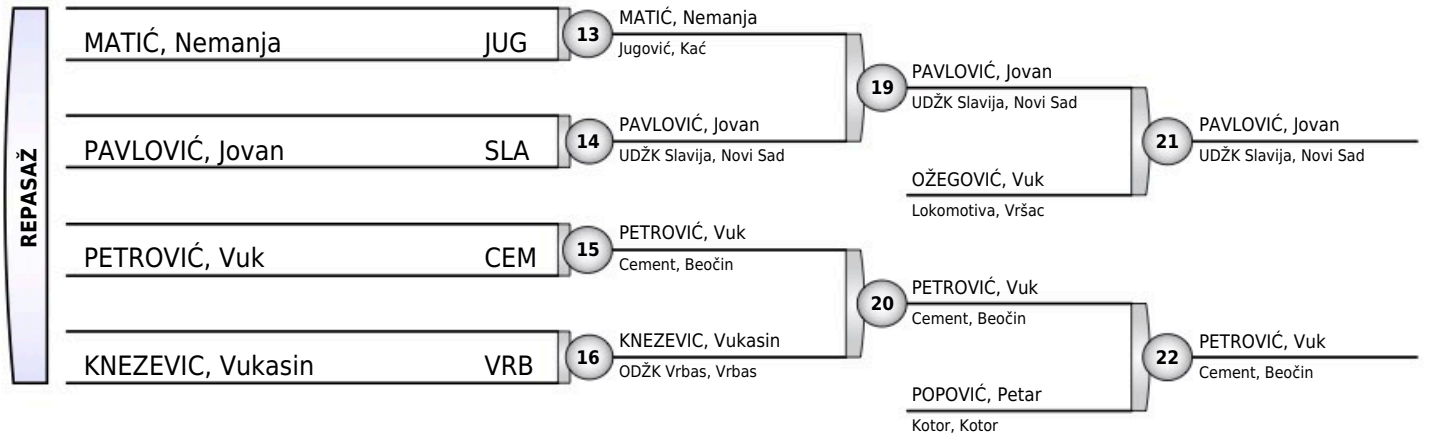 REPASAŽ
MATIĆ, Nemanja JUG
PAVLOVIĆ, Jovan SLA
PETROVIĆ, Vuk CEM
KNEZEVIC, Vukasin VRB
13
MATIĆ, Nemanja
Jugović, Kać
14
PAVLOVIĆ, Jovan
UDŽK Slavija, Novi Sad
15
PETROVIĆ, Vuk
Cement, Beočin
16
KNEZEVIC, Vukasin
ODŽK Vrbas, Vrbas
19
PAVLOVIĆ, Jovan
UDŽK Slavija, Novi Sad
OŽEGOVIĆ, Vuk
Lokomotiva, Vršac
20
PETROVIĆ, Vuk
Cement, Beočin
POPOVIĆ, Petar
Kotor, Kotor
21
PAVLOVIĆ, Jovan
UDŽK Slavija, Novi Sad
22
PETROVIĆ, Vuk
Cement, Beočin